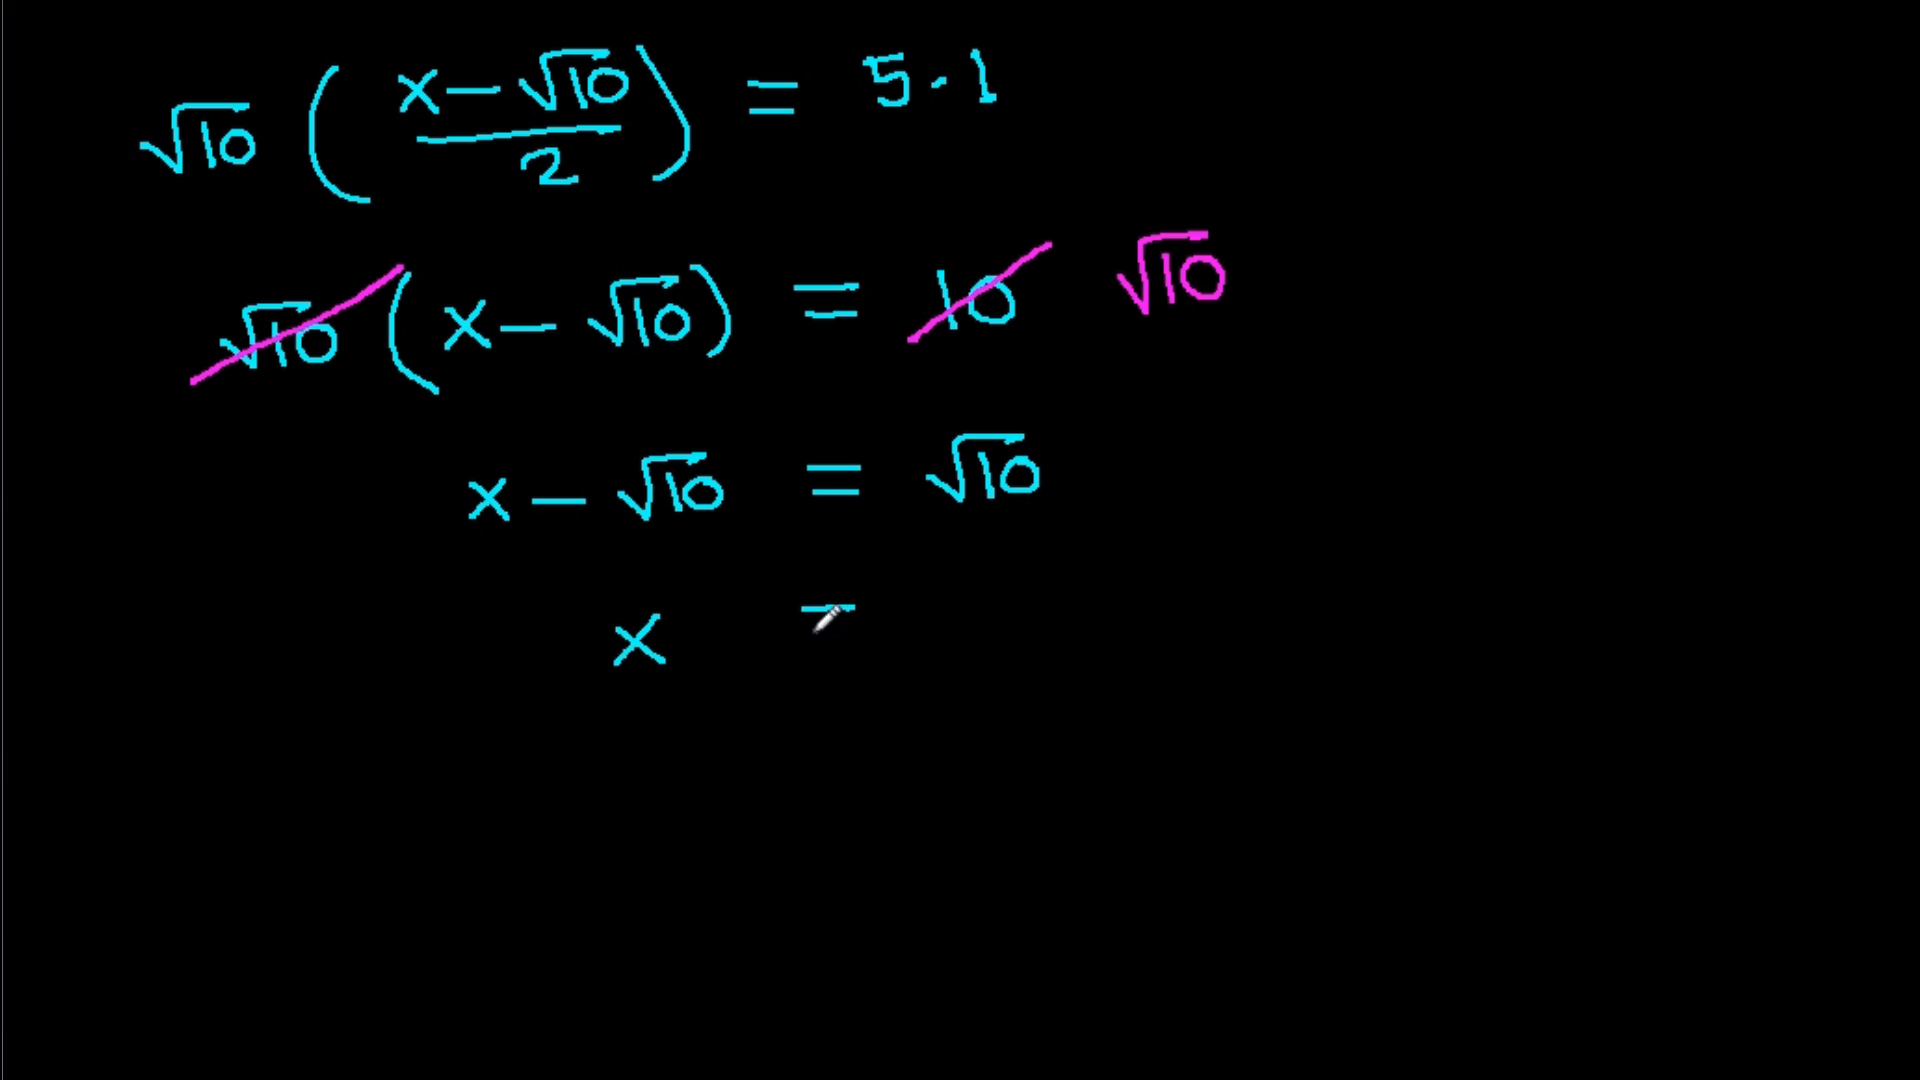 √10 ( (x − √10) / 2 ) = 5 · 1
√10 ( x − √10 ) = 10 √10
x − √10 = √10
x =